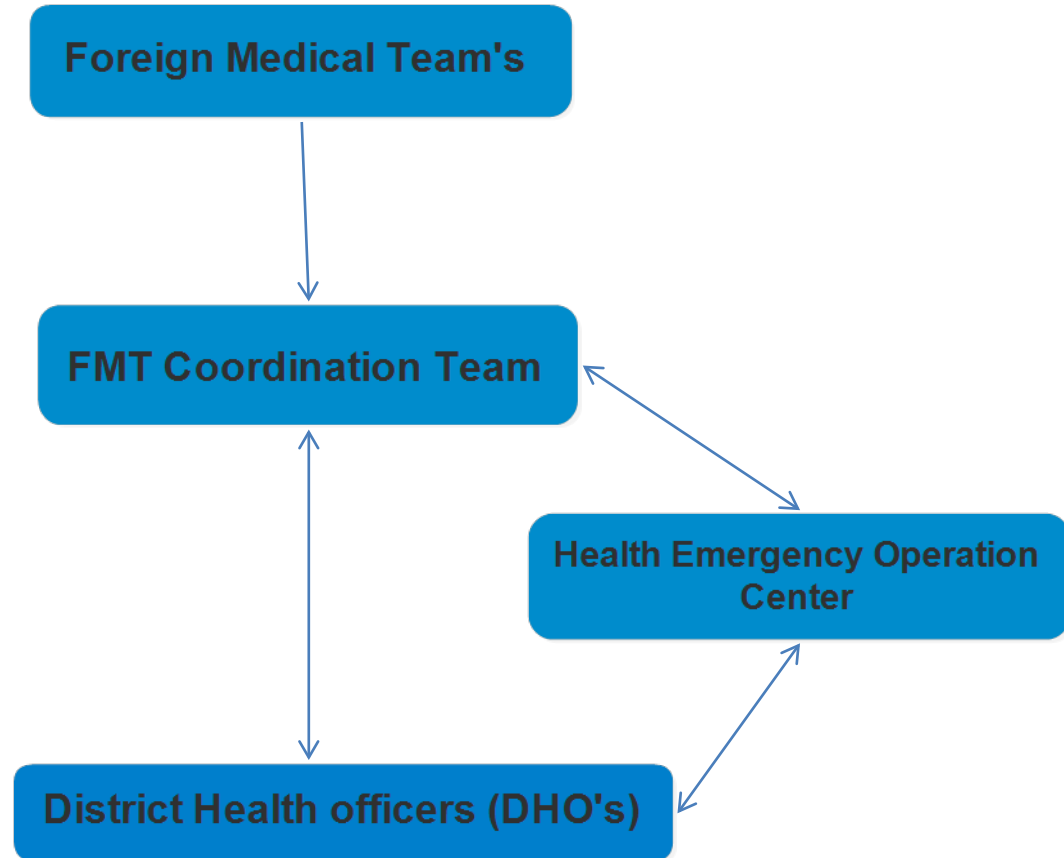 Foreign Medical Team's
FMT Coordination Team
Health Emergency Operation
Center
District Health officers (DHO's)